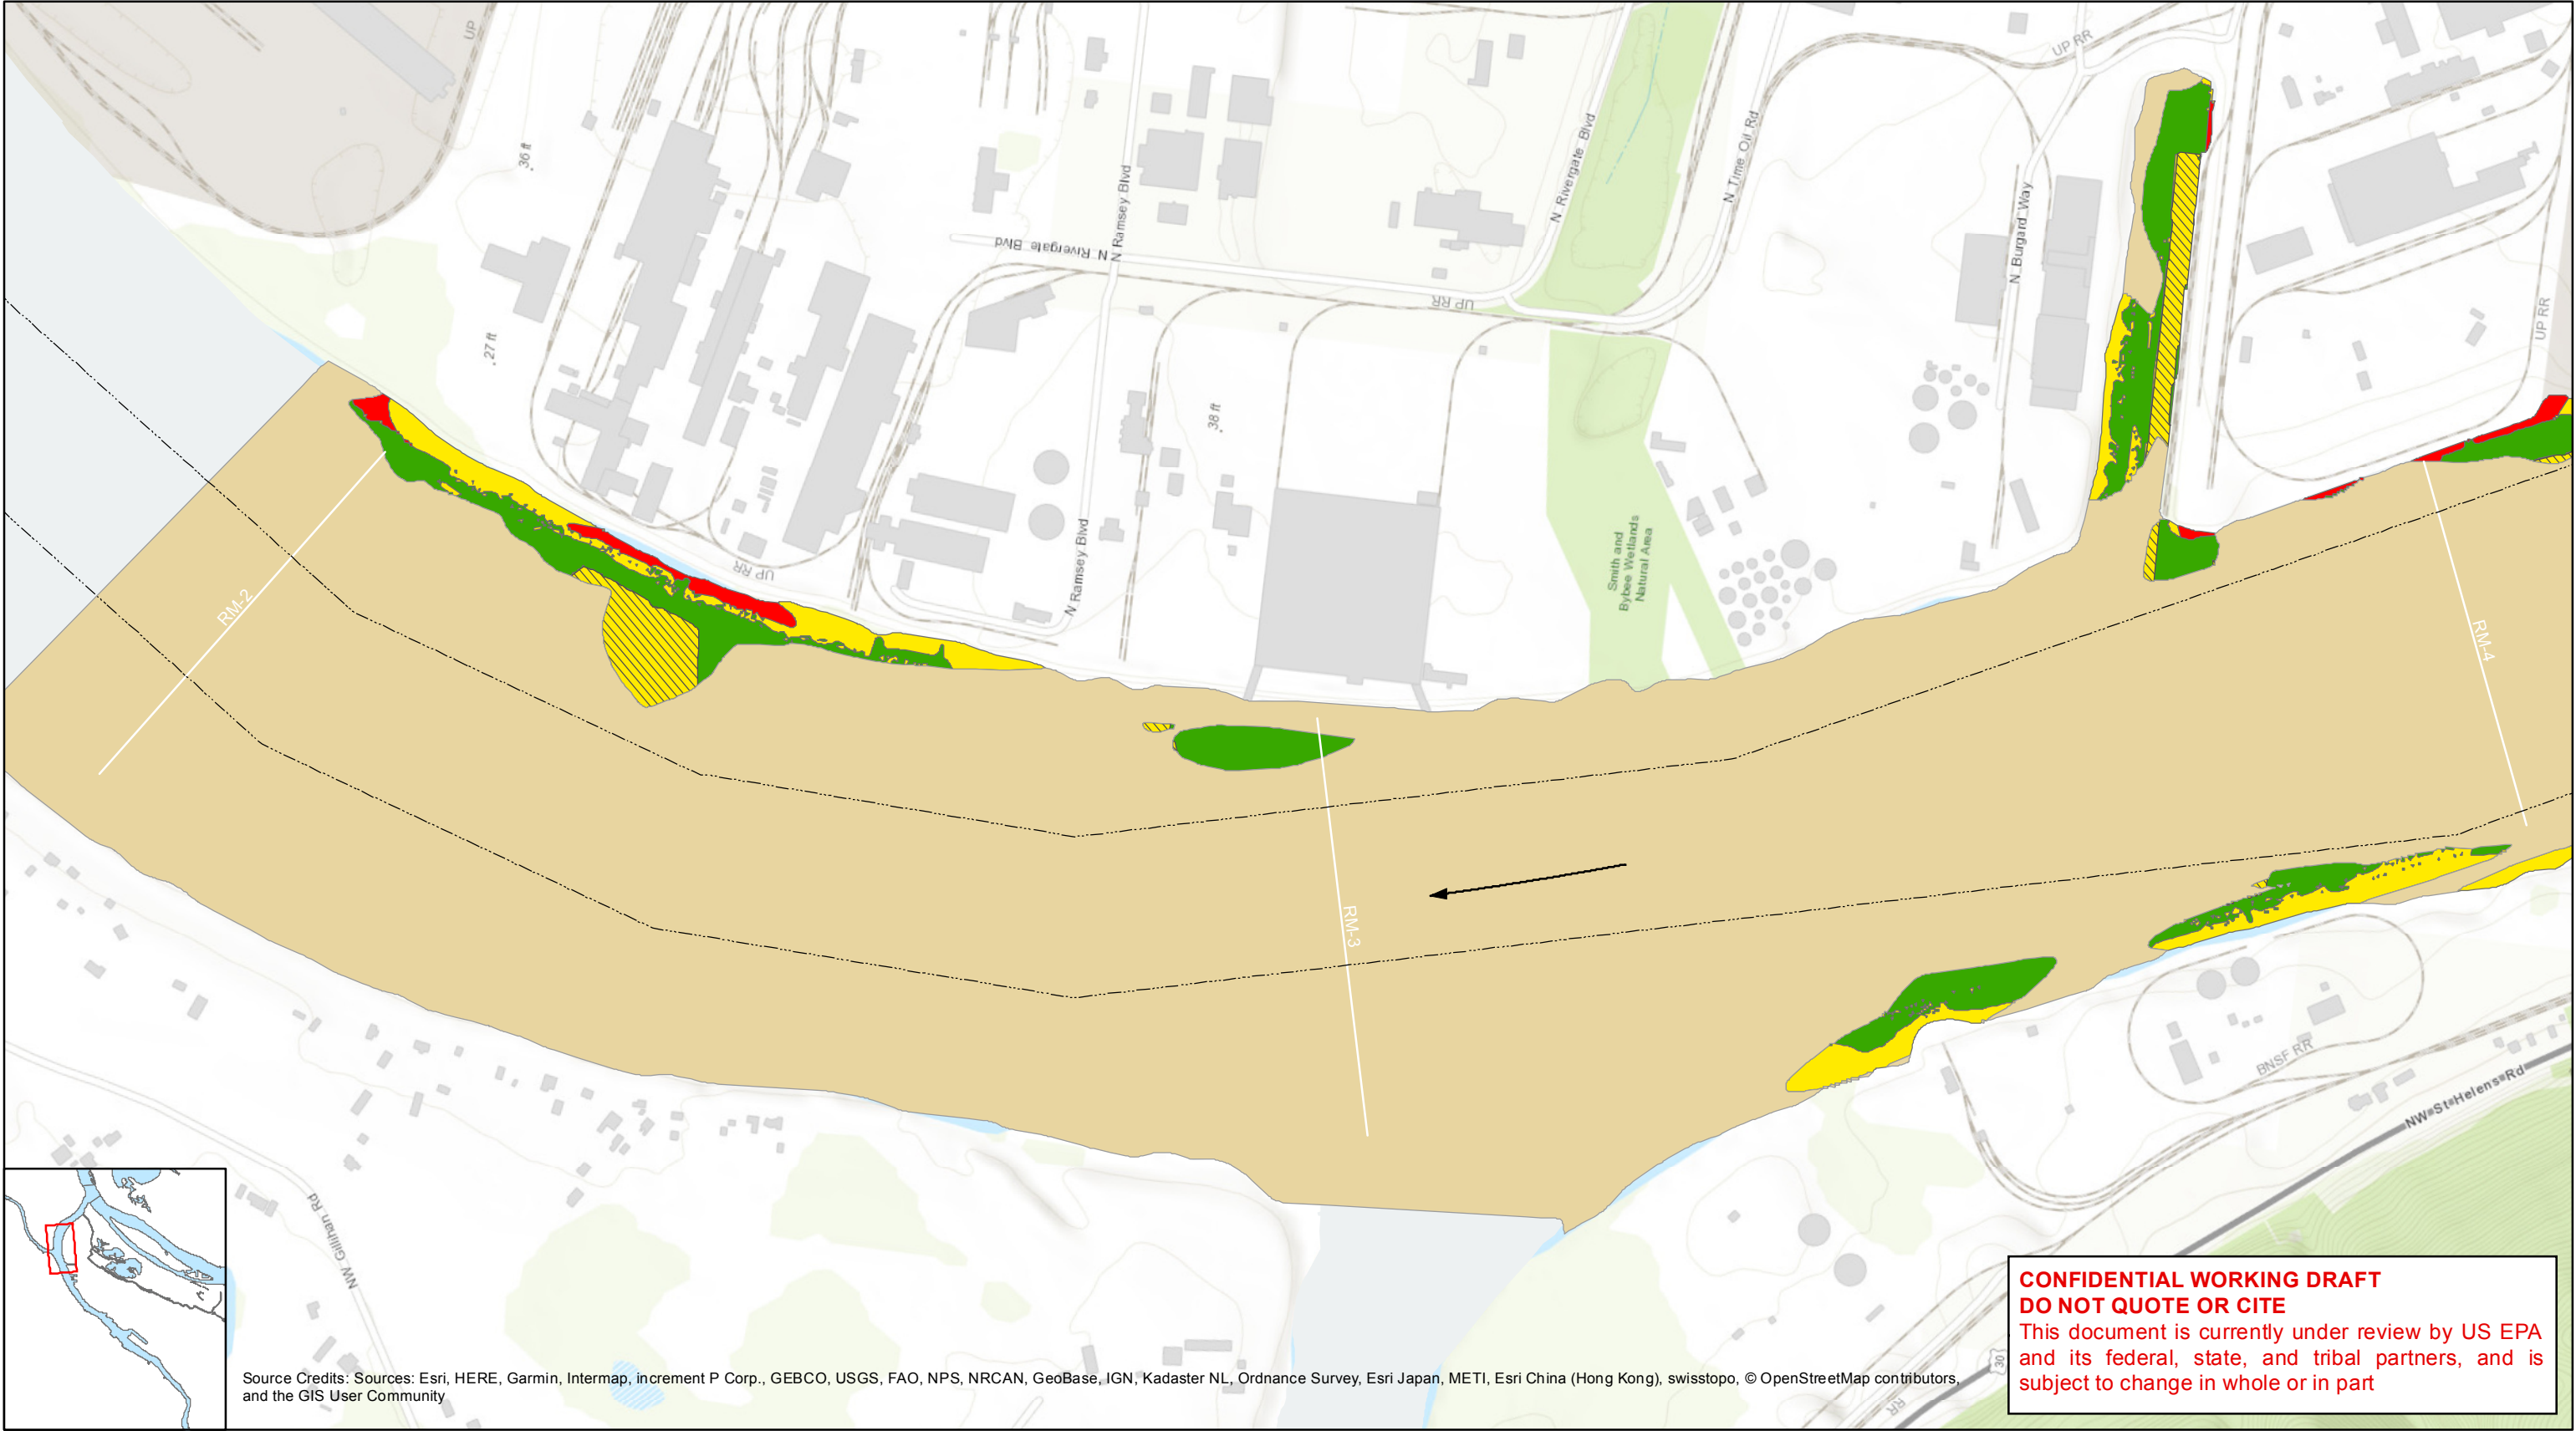 UP
UP RR
36 ft
N Rivergate Blvd
N Time Oil Rd
N Ramsey Blvd
N Burgard Way
N Rivergate Blvd
UP RR
27 ft
UP RR
38 ft
Smith and
Bybee Wetlands
Natural Area
UP RR
N Ramsey Blvd
RM-2
RM-4
RM-3
BNSF RR
NW St Helens Rd
NW Gillihan Rd
30
RR
CONFIDENTIAL WORKING DRAFT
DO NOT QUOTE OR CITE
This document is currently under review by US EPA
and its federal, state, and tribal partners, and is
subject to change in whole or in part
Source Credits: Sources: Esri, HERE, Garmin, Intermap, increment P Corp., GEBCO, USGS, FAO, NPS, NRCAN, GeoBase, IGN, Kadaster NL, Ordnance Survey, Esri Japan, METI, Esri China (Hong Kong), swisstopo, © OpenStreetMap contributors,
and the GIS User Community